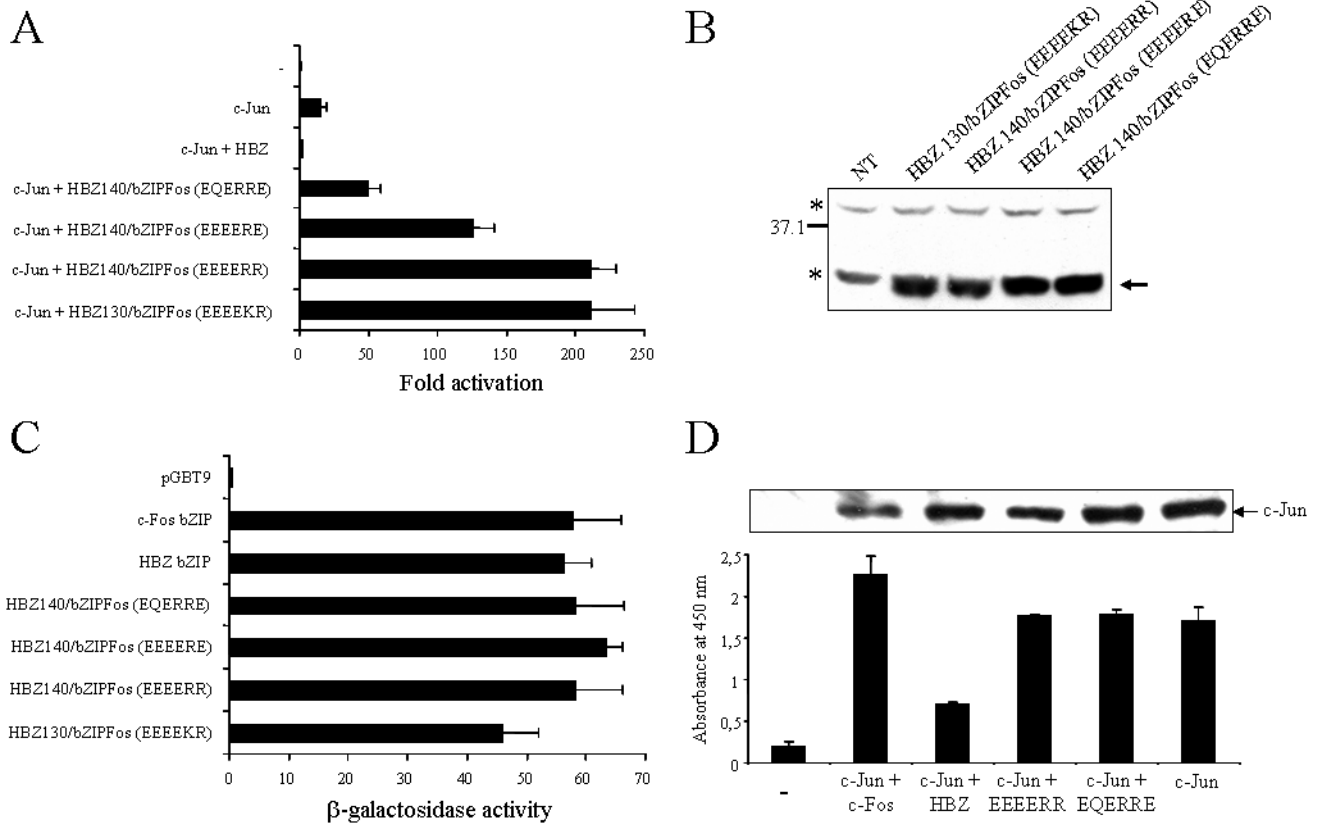 A
-
c-Jun
c-Jun + HBZ
c-Jun + HBZ140/bZIPFos (EQERRE)
c-Jun + HBZ140/bZIPFos (EEEERE)
c-Jun + HBZ140/bZIPFos (EEEERR)
c-Jun + HBZ130/bZIPFos (EEEEKR)
0 50 100 150 200 250
Fold activation
B
NT
HBZ 130/bZIPFos (EEEEKR)
HBZ 140/bZIPFos (EEEERR)
HBZ 140/bZIPFos (EEEERE)
HBZ 140/bZIPFos (EQERRE)
*
37.1
*
C
pGBT9
c-Fos bZIP
HBZ bZIP
HBZ140/bZIPFos (EQERRE)
HBZ140/bZIPFos (EEEERE)
HBZ140/bZIPFos (EEEERR)
HBZ130/bZIPFos (EEEEKR)
0 10 20 30 40 50 60 70
β-galactosidase activity
D
c-Jun
Absorbance at 450 nm
2,5
2
1,5
1
0,5
0
- c-Jun + c-Jun + c-Jun + c-Jun + c-Jun
c-Fos HBZ EEEERR EQERRE